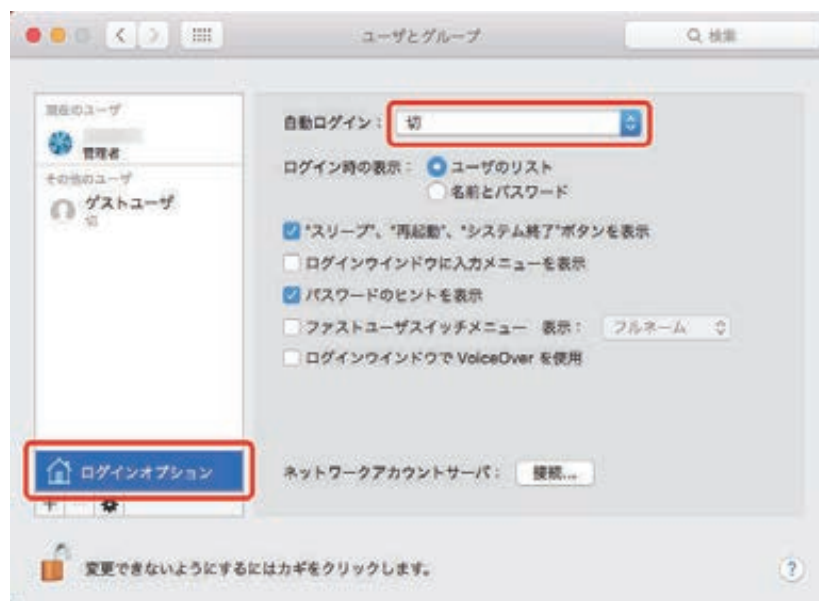 ユーザとグループ
検索
現在のユーザ
管理者
その他のユーザ
ゲストユーザ
切
ログインオプション
自動ログイン： 切
ログイン時の表示： ユーザのリスト
名前とパスワード
"スリープ"、"再起動"、"システム終了"ボタンを表示
ログインウインドウに入力メニューを表示
パスワードのヒントを表示
ファストユーザスイッチメニュー 表示： フルネーム
ログインウインドウで VoiceOver を使用
ネットワークアカウントサーバ： 接続...
変更できないようにするにはカギをクリックします。
?